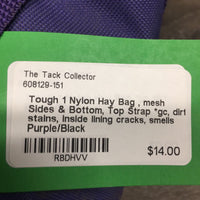 The Tack Collector
608129-151
Tough 1 Nylon Hay Bag , mesh
Sides & Bottom, Top Strap *gc, dirt
stains, inside lining cracks, smells
Purple/Black
RBDHVV
$14.00